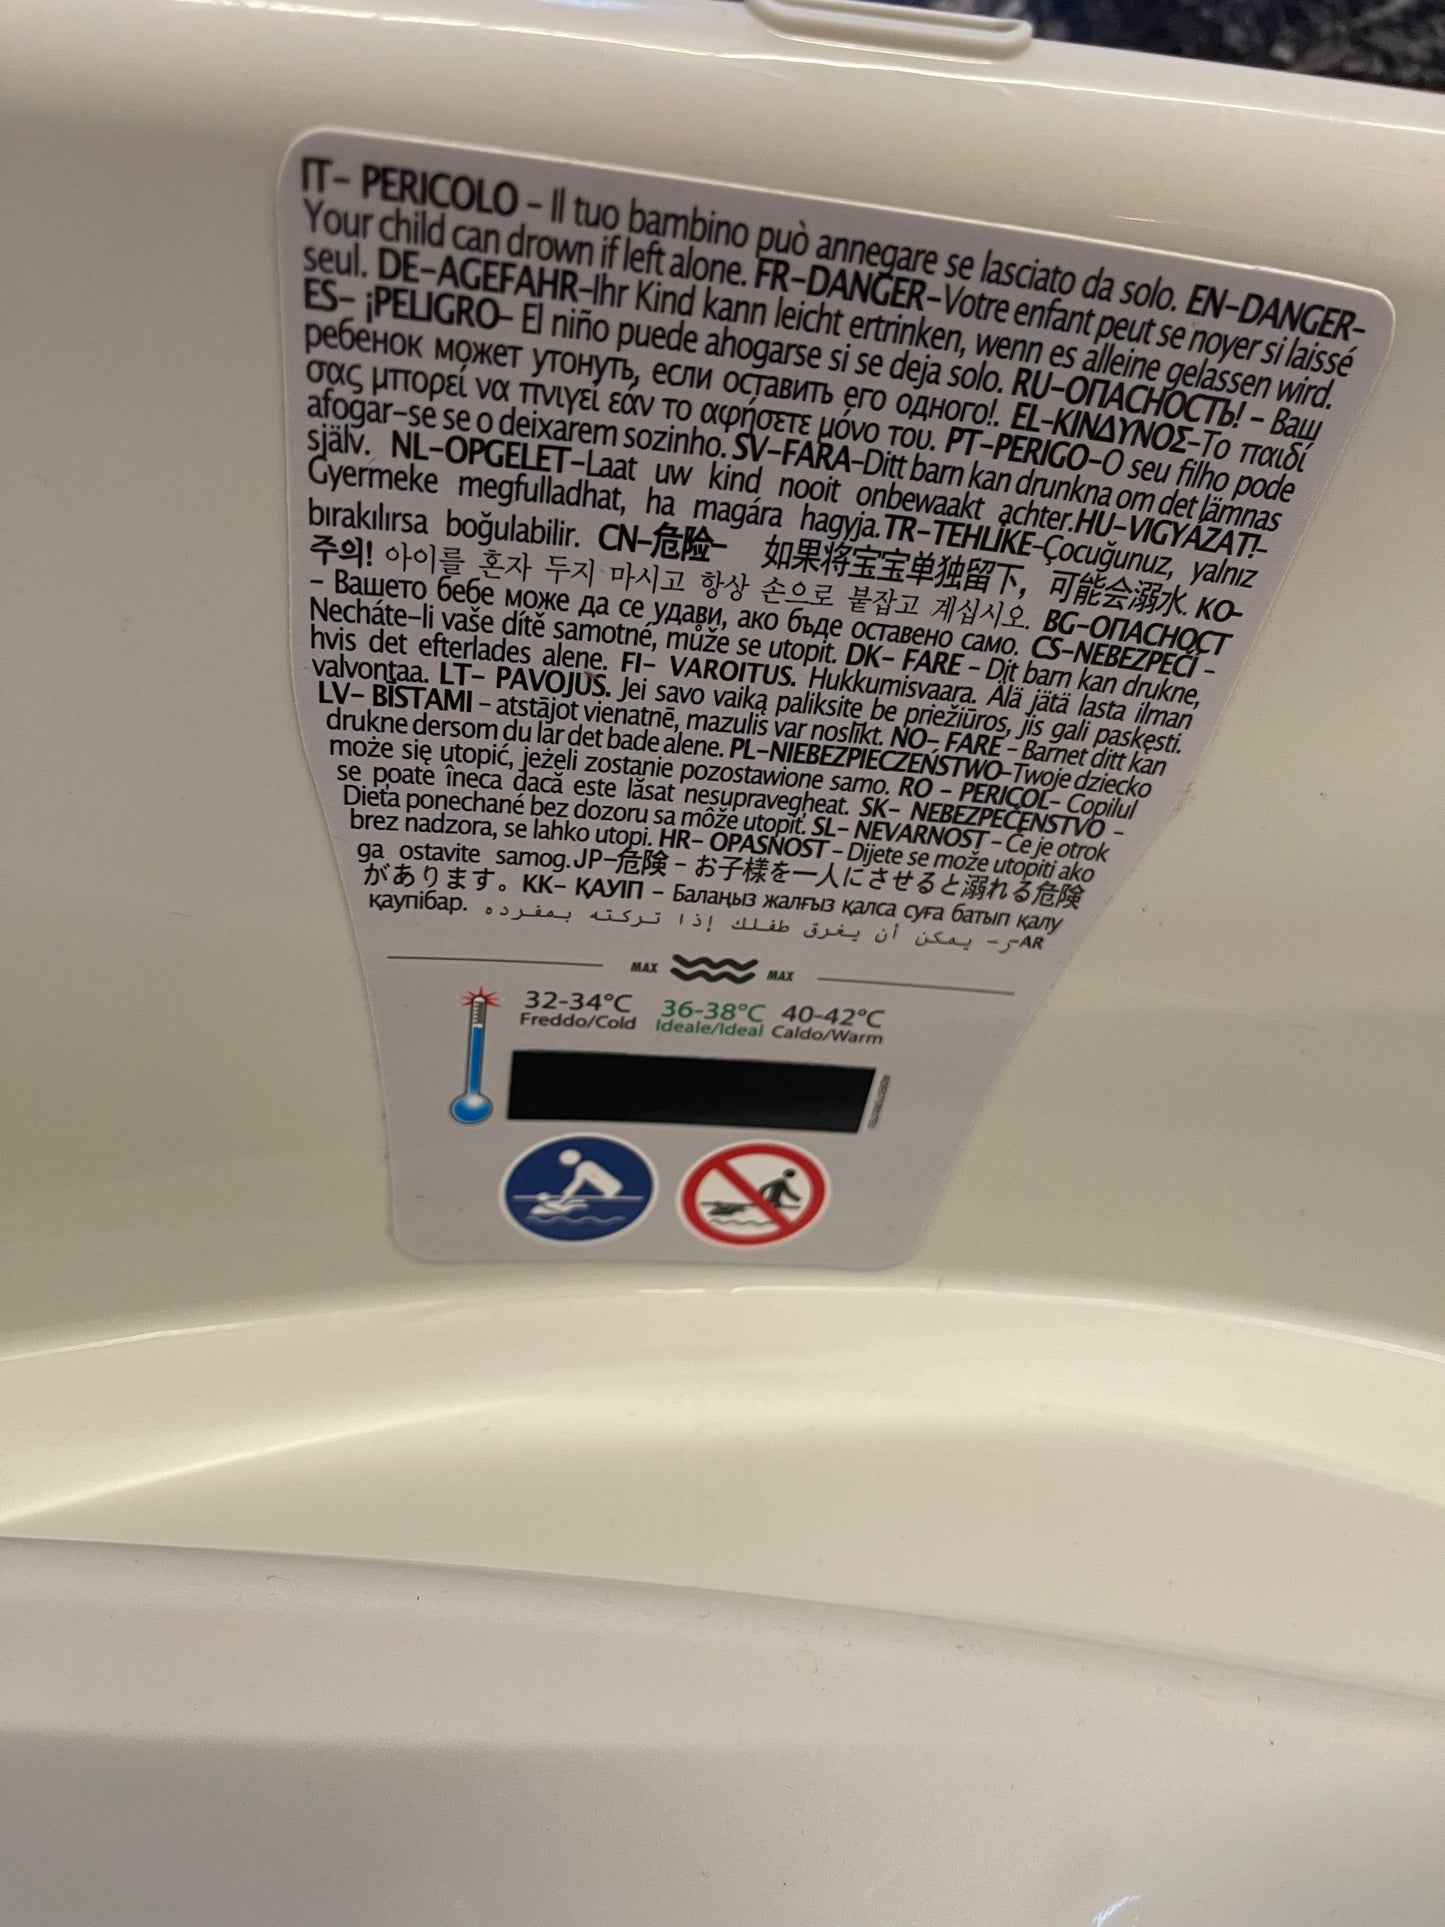 IT– PERICOLO – Il tuo bambino può annegare se lasciato da solo. EN–DANGER–
Your child can drown if left alone. FR–DANGER–Votre enfant peut se noyer si laissé
seul. DE–AGEFAHR–Ihr Kind kann leicht ertrinken, wenn es alleine gelassen wird.
ES– ¡PELIGRO– El niño puede ahogarse si se deja solo. RU–ОПАСНОСТЬ! – Ваш
ребенок может утонуть, если оставить его одного!. EL–ΚΙΝΔΥΝΟΣ–Το παιδί
σας μπορεί να πνιγεί εάν το αφήσετε μόνο του. PT–PERIGO–O seu filho pode
afogar–se se o deixarem sozinho. SV–FARA–Ditt barn kan drunkna om det lämnas
själv. NL–OPGELET–Laat uw kind nooit onbewaakt achter.HU–VIGYÁZAT!–
Gyermeke megfulladhat, ha magára hagyja.TR–TEHLİKE–Çocuğunuz, yalnız
bırakılırsa boğulabilir. CN–危险– 如果将宝宝单独留下，可能会溺水. KO–
주의! 아이를 혼자 두지 마시고 항상 손으로 붙잡고 계십시오. BG–ОПАСНОСТ
– Вашето бебе може да се удави, ако бъде оставено само. CS–NEBEZPEČÍ –
Necháte–li vaše dítě samotné, může se utopit. DK– FARE – Dit barn kan drukne,
hvis det efterlades alene. FI– VAROITUS. Hukkumisvaara. Älä jätä lasta ilman
valvontaa. LT– PAVOJUS. Jei savo vaiką paliksite be priežiūros, jis gali paskęsti.
LV– BĪSTAMI – atstājot vienatnē, mazulis var noslīkt. NO– FARE – Barnet ditt kan
drukne dersom du lar det bade alene. PL–NIEBEZPIECZEŃSTWO–Twoje dziecko
może się utopić, jeżeli zostanie pozostawione samo. RO – PERICOL– Copilul
se poate îneca dacă este lăsat nesupravegheat. SK– NEBEZPEČENSTVO –
Dieťa ponechané bez dozoru sa môže utopiť. SL– NEVARNOST – Če je otrok
brez nadzora, se lahko utopi. HR– OPASNOST – Dijete se može utopiti ako
ga ostavite samog.JP–危険 – お子様を一人にさせると溺れる危険
があります。KK– ҚАУІП – Балаңыз жалғыз қалса суға батып қалу
қаупібар. AR–ر– يمكن أن يغرق طفلك إذا تركته بمفرده.
MAX MAX
32-34°C 36-38°C 40-42°C
Freddo/Cold Ideale/Ideal Caldo/Warm